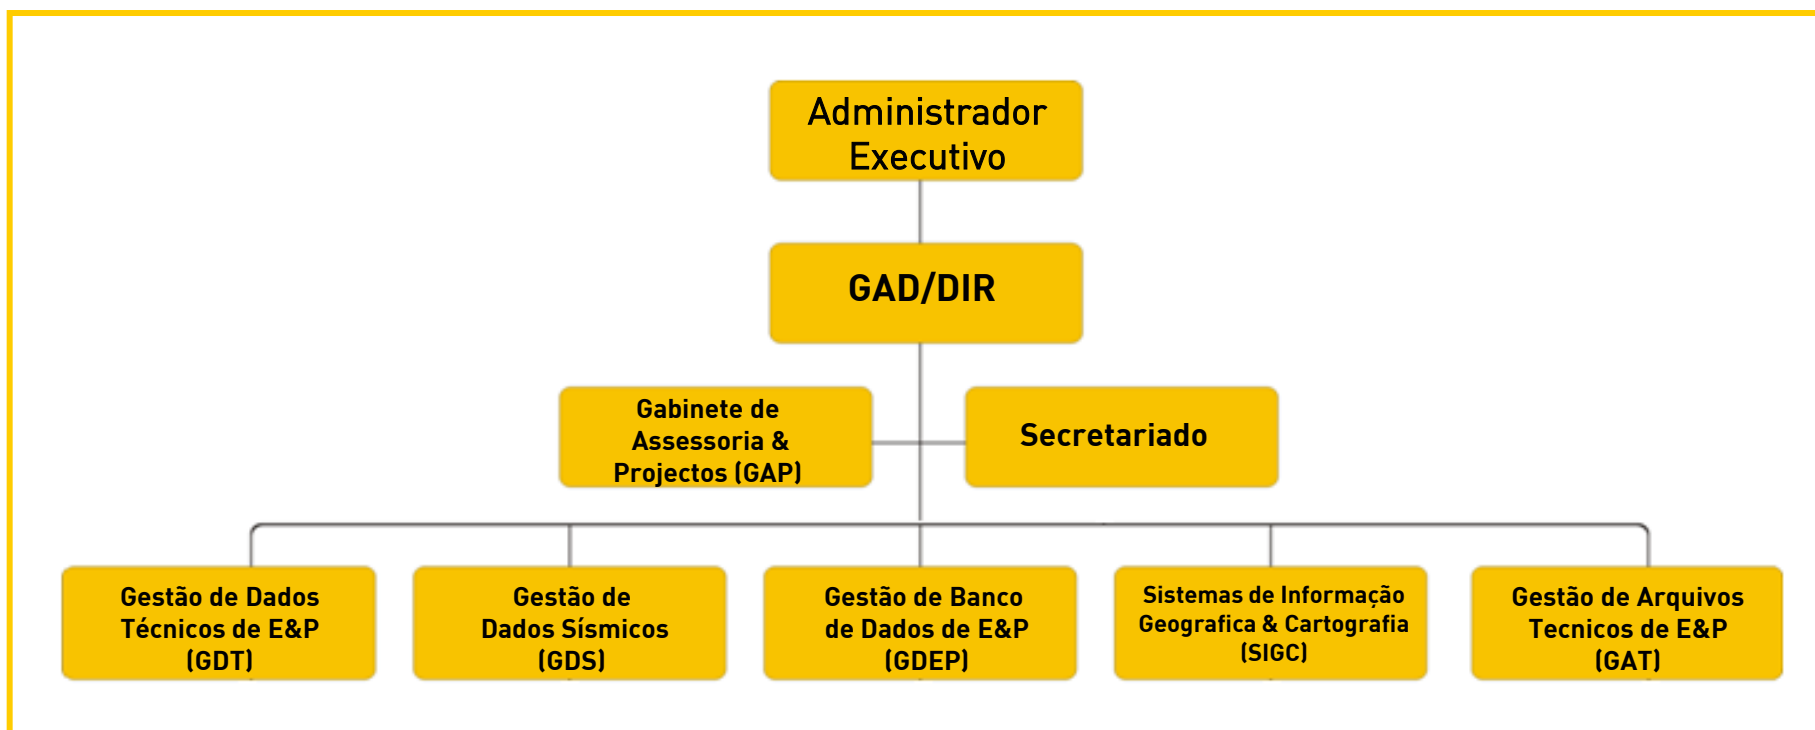 Administrador
Executivo
GAD/DIR
Gabinete de
Assessoria &
Projectos (GAP)
Secretariado
Gestão de Dados
Técnicos de E&P
(GDT)
Gestão de
Dados Sísmicos
(GDS)
Gestão de Banco
de Dados de E&P
(GDEP)
Sistemas de Informação
Geografica & Cartografia
(SIGC)
Gestão de Arquivos
Tecnicos de E&P
(GAT)